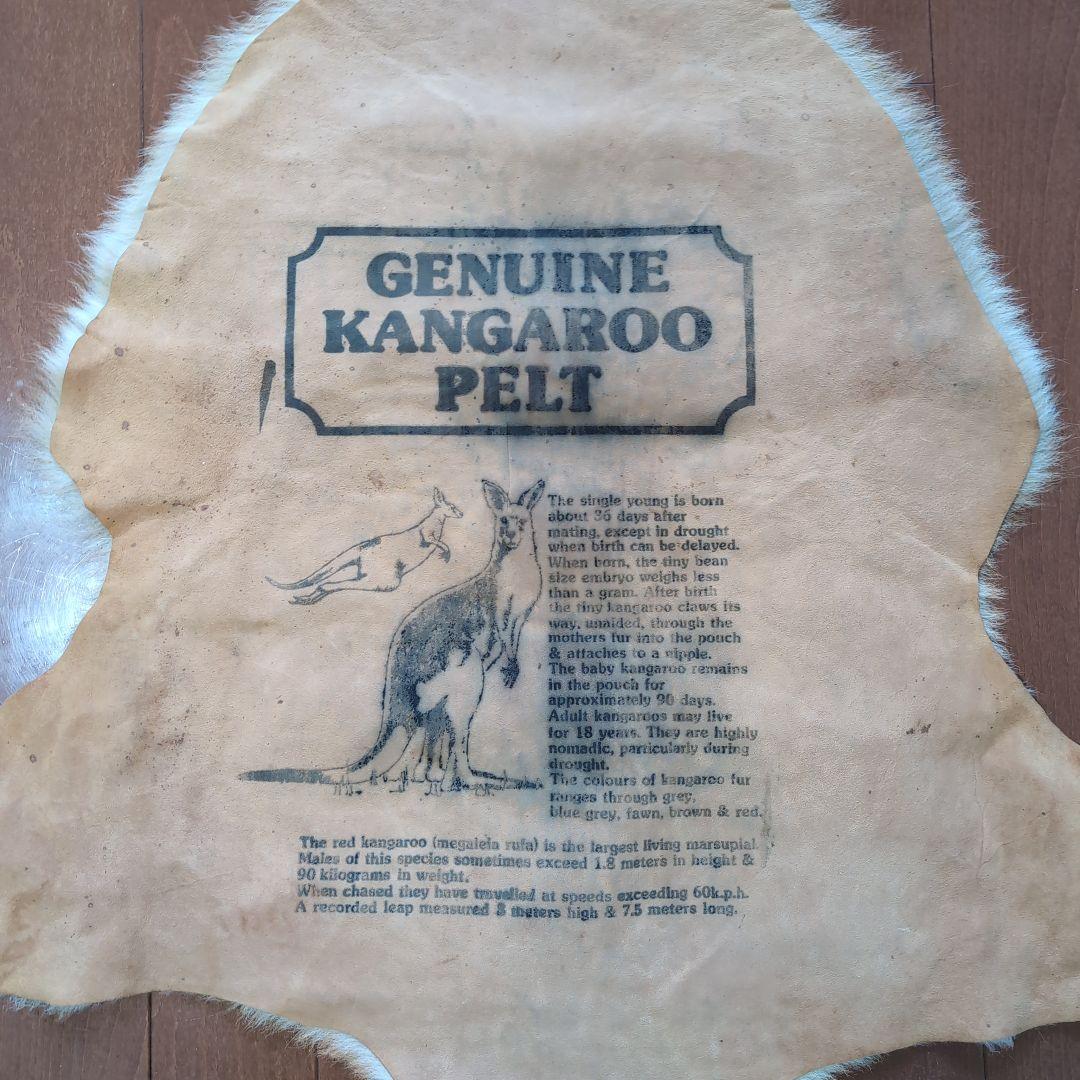 GENUINE
KANGAROO
PELT
The single young is born
about 36 days after
mating, except in drought
when birth can be delayed.
When born, the tiny bean
size embryo weighs less
than a gram. After birth
the tiny kangaroo claws its
way, unaided, through the
mothers fur into the pouch
& attaches to a nipple.
The baby kangaroo remains
in the pouch for
approximately 90 days.
Adult kangaroos may live
for 18 years. They are highly
nomadic, particularly during
drought.
The colours of kangaroo fur
ranges through grey,
blue grey, fawn, brown & red.
The red kangaroo (megaleia rufa) is the largest living marsupial.
Males of this species sometimes exceed 1.8 meters in height &
90 kilograms in weight.
When chased they have travelled at speeds exceeding 60k.p.h.
A recorded leap measured 3 meters high & 7.5 meters long.